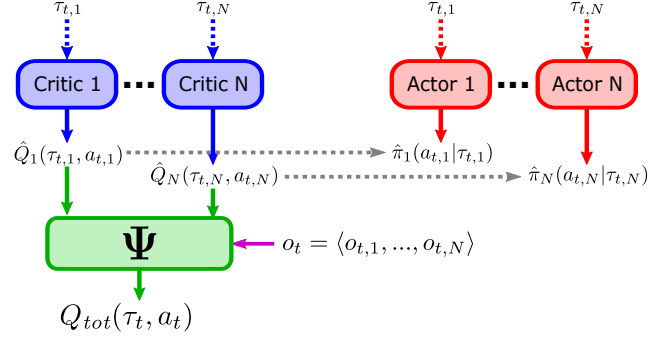 τ_{t,1} τ_{t,N} τ_{t,1} τ_{t,N}
Critic 1 ••• Critic N Actor 1 ••• Actor N
Q̂_1(τ_{t,1}, a_{t,1}) π̂_1(a_{t,1}|τ_{t,1})
Q̂_N(τ_{t,N}, a_{t,N}) π̂_N(a_{t,N}|τ_{t,N})
Ψ o_t = ⟨o_{t,1}, ..., o_{t,N}⟩
Q_{tot}(τ_t, a_t)